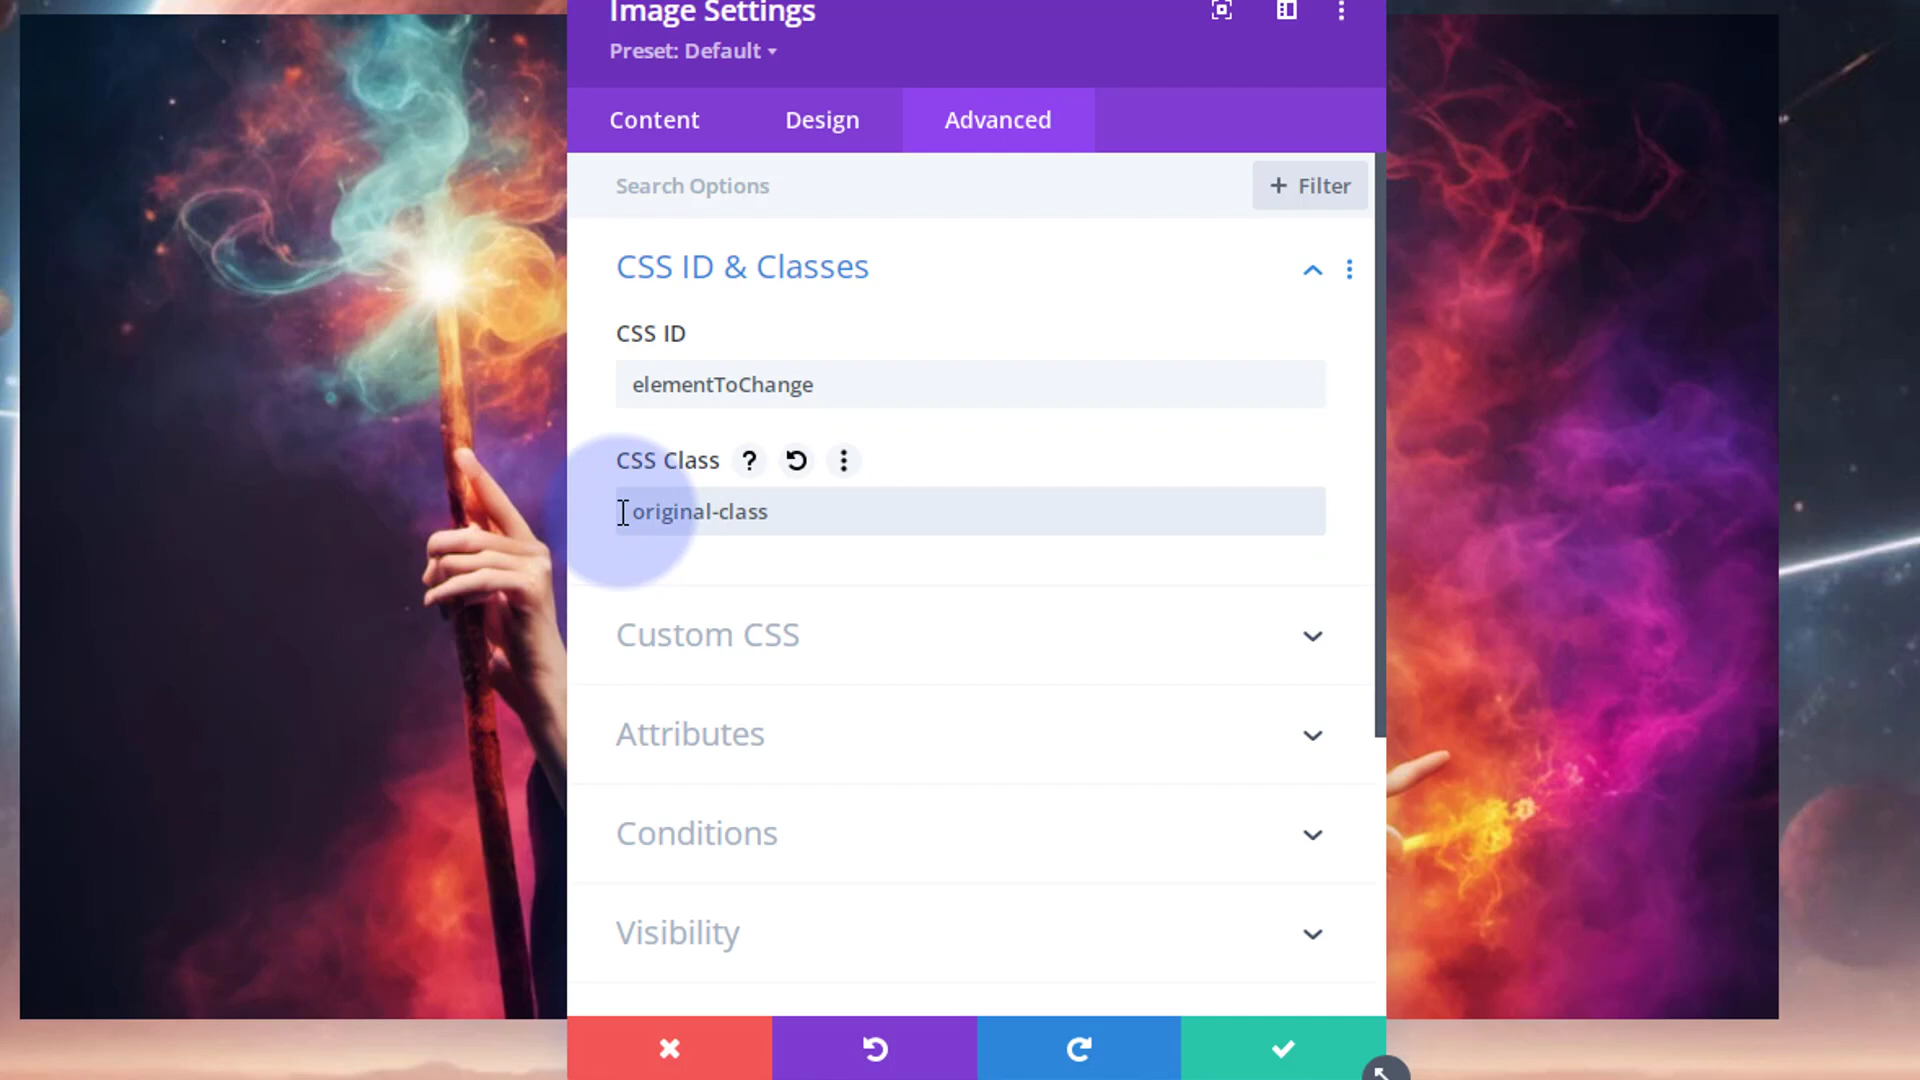 Image Settings
Preset: Default
Content Design Advanced
Search Options
+ Filter
CSS ID & Classes
CSS ID
elementToChange
CSS Class ?
original-class
Custom CSS
Attributes
Conditions
Visibility